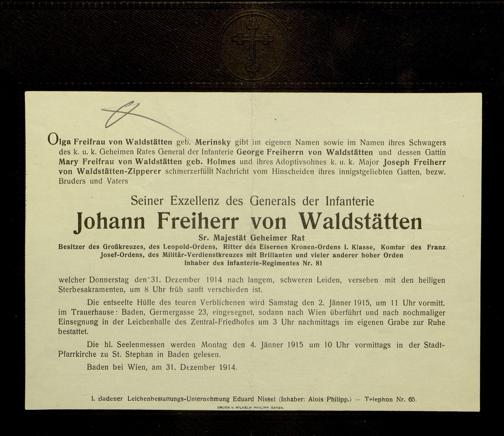 Olga Freifrau von Waldstätten geb. Merinsky gibt im eigenen Namen sowie im Namen ihres Schwagers
des k. u. k. Geheimen Rates General der Infanterie George Freiherrn von Waldstätten und dessen Gattin
Mary Freifrau von Waldstätten geb. Holmes und ihres Adoptivsohnes k. u. k. Major Joseph Freiherr
von Waldstätten-Zipperer schmerzerfüllt Nachricht vom Hinscheiden ihres innigstgeliebten Gatten, bezw.
Bruders und Vaters
Seiner Exzellenz des Generals der Infanterie
Johann Freiherr von Waldstätten
Sr. Majestät Geheimer Rat
Besitzer des Großkreuzes, des Leopold-Ordens, Ritter des Eisernen Kronen-Ordens I. Klasse, Komtur des Franz
Josef-Ordens, des Militär-Verdienstkreuzes mit Brillanten und vieler anderer hoher Orden
Inhaber des Infanterie-Regimentes Nr. 81
welcher Donnerstag den 31. Dezember 1914 nach langem, schweren Leiden, versehen mit den heiligen
Sterbesakramenten, um 8 Uhr früh sanft verschieden ist.
Die entseelte Hülle des teuren Verblichenen wird Samstag den 2. Jänner 1915, um 11 Uhr vormitt.
im Trauerhause: Baden, Germergasse 23, eingesegnet, sodann nach Wien überführt und nach nochmaliger
Einsegnung in der Leichenhalle des Zentral-Friedhofes um 3 Uhr nachmittags im eigenen Grabe zur Ruhe
bestattet.
Die hl. Seelenmessen werden Montag den 4. Jänner 1915 um 10 Uhr vormittags in der Stadt-
Pfarrkirche zu St. Stephan in Baden gelesen.
Baden bei Wien, am 31. Dezember 1914.
I. Badener Leichenbestattungs-Unternehmung Eduard Nissel (Inhaber: Alois Philipp.) — Telephon Nr. 65.
DRUCK V. WILHELM PHILIPP, BADEN.